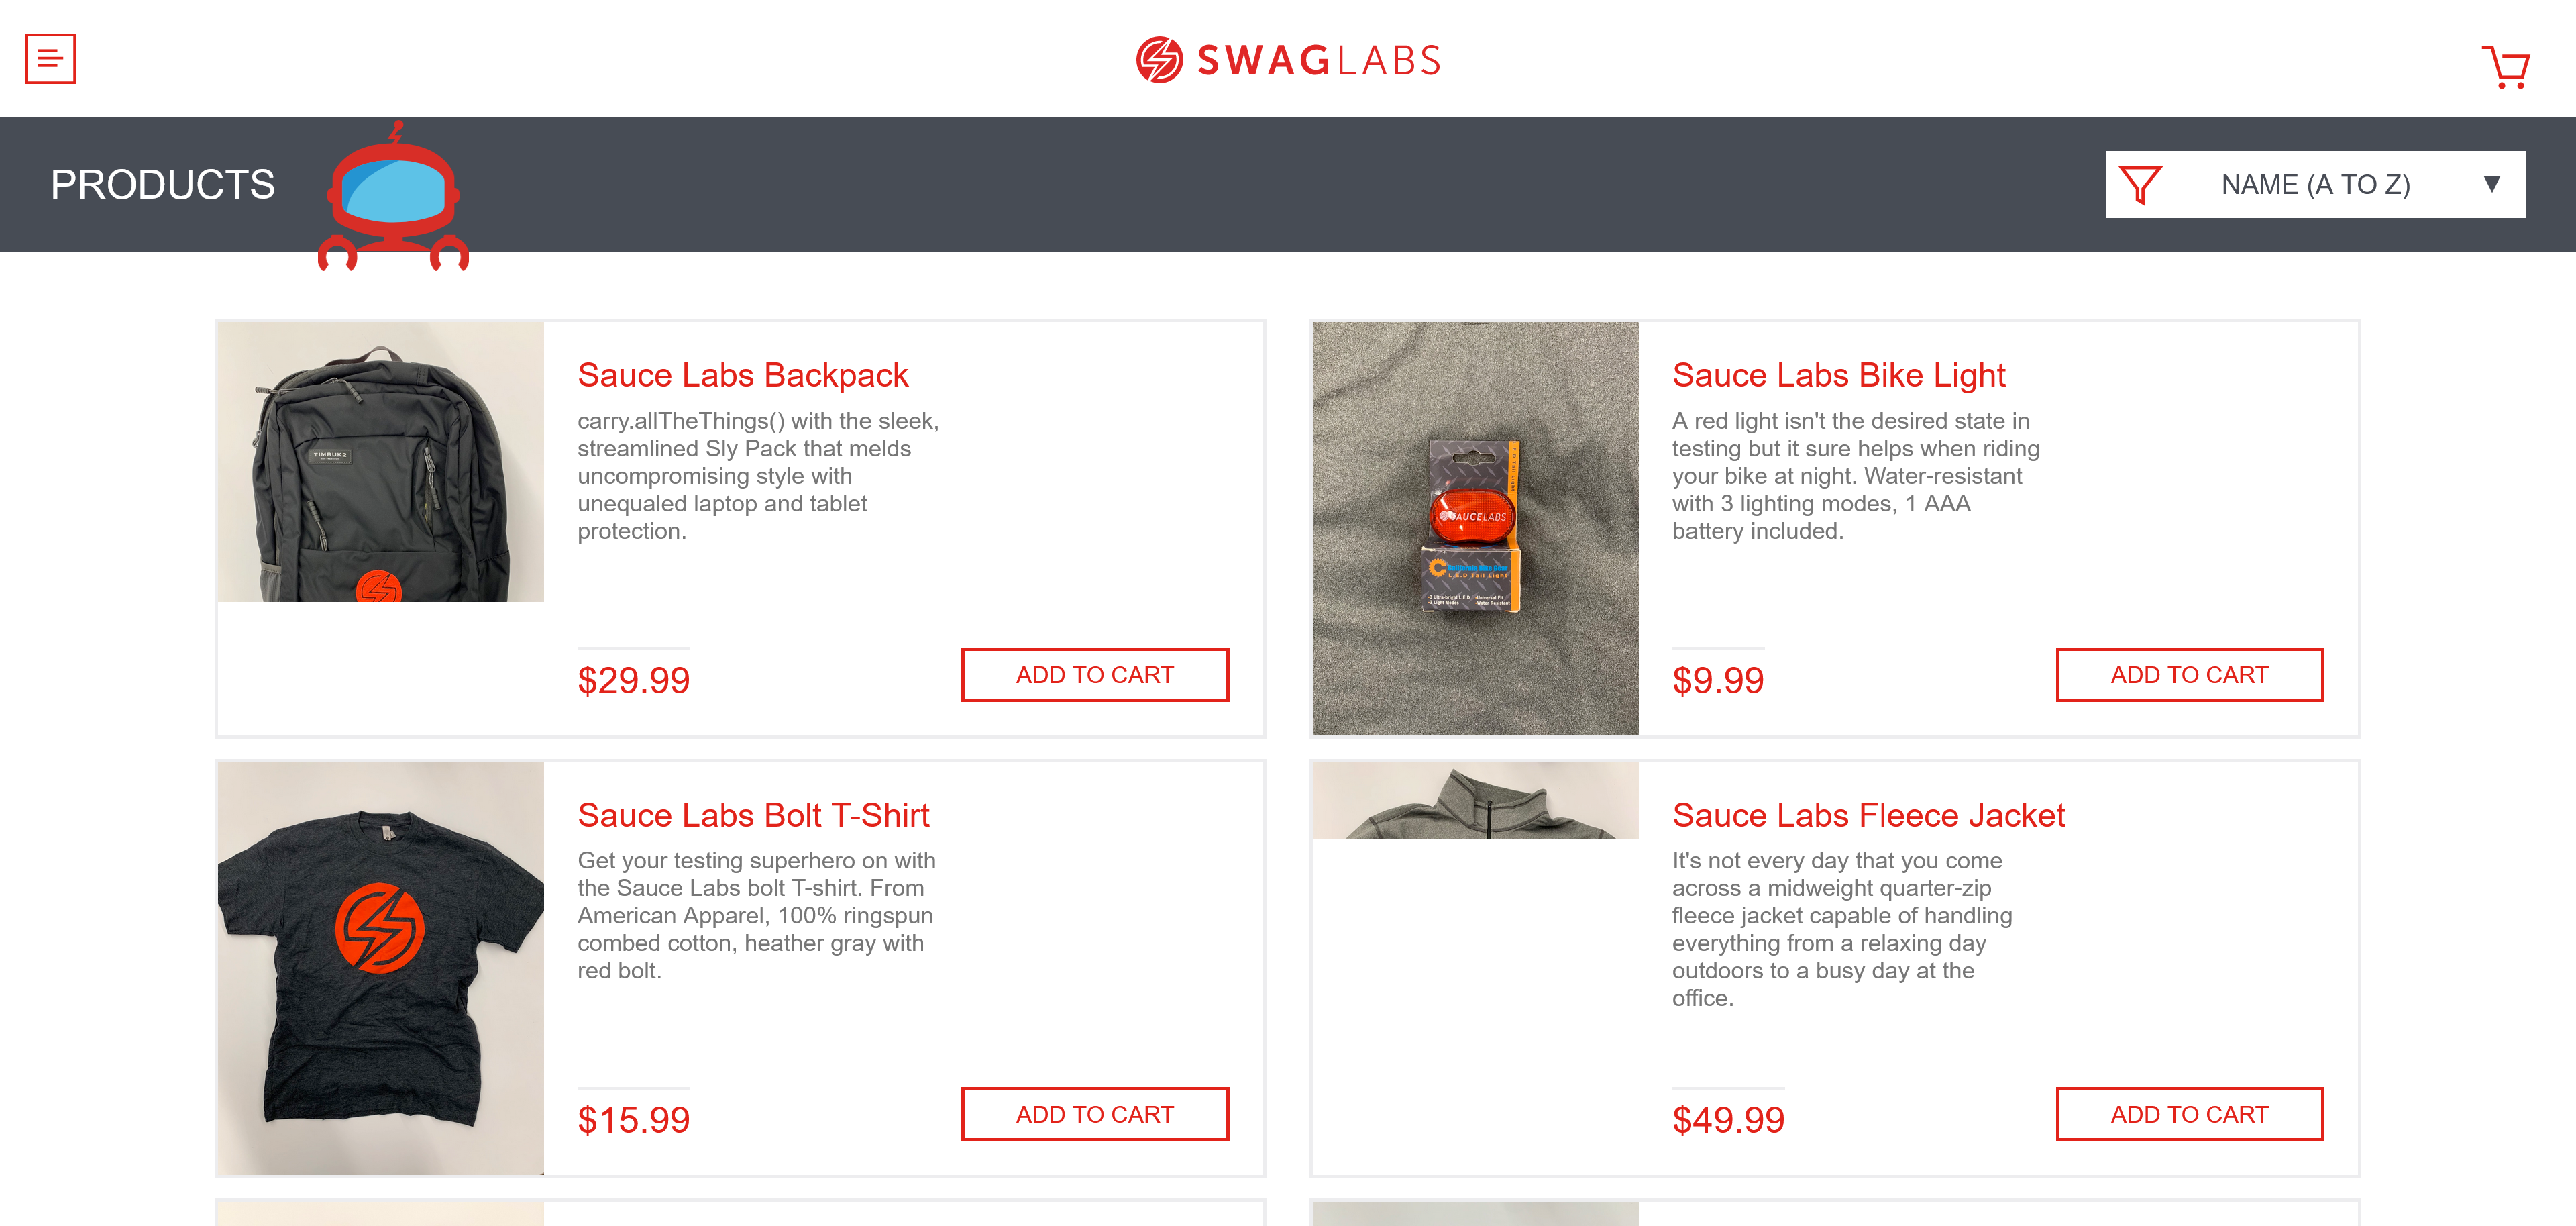 SWAGLABS
PRODUCTS
NAME (A TO Z)
TIMBUK2
Sauce Labs Backpack
carry.allTheThings() with the sleek,
streamlined Sly Pack that melds
uncompromising style with
unequaled laptop and tablet
protection.
$29.99
ADD TO CART
SAUCELABS
California Bike Gear
L.E.D Tail Light
Sauce Labs Bike Light
A red light isn't the desired state in
testing but it sure helps when riding
your bike at night. Water-resistant
with 3 lighting modes, 1 AAA
battery included.
$9.99
ADD TO CART
Sauce Labs Bolt T-Shirt
Get your testing superhero on with
the Sauce Labs bolt T-shirt. From
American Apparel, 100% ringspun
combed cotton, heather gray with
red bolt.
$15.99
ADD TO CART
Sauce Labs Fleece Jacket
It's not every day that you come
across a midweight quarter-zip
fleece jacket capable of handling
everything from a relaxing day
outdoors to a busy day at the
office.
$49.99
ADD TO CART